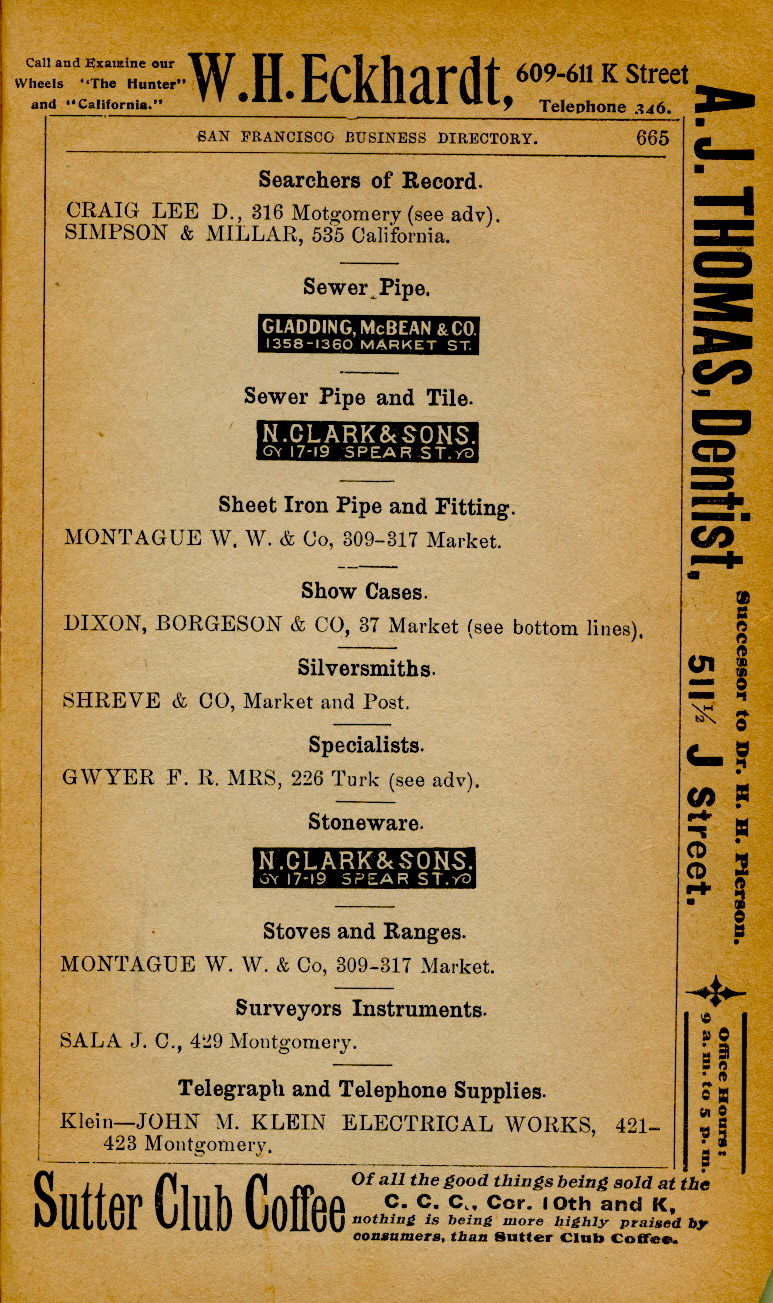 Call and Examine our
Wheels "The Hunter"
and "California."
W.H. Eckhardt,
609-611 K Street
Telephone 346.
SAN FRANCISCO BUSINESS DIRECTORY. 665
Searchers of Record.
CRAIG LEE D., 316 Motgomery (see adv).
SIMPSON & MILLAR, 535 California.
Sewer Pipe.
GLADDING, McBEAN & CO.
1358-1360 MARKET ST.
Sewer Pipe and Tile.
N. CLARK & SONS.
17-19 SPEAR ST.
Sheet Iron Pipe and Fitting.
MONTAGUE W. W. & Co, 309-317 Market.
Show Cases.
DIXON, BORGESON & CO, 37 Market (see bottom lines).
Silversmiths.
SHREVE & CO, Market and Post.
Specialists.
GWYER F. R. MRS, 226 Turk (see adv).
Stoneware.
N. CLARK & SONS.
17-19 SPEAR ST.
Stoves and Ranges.
MONTAGUE W. W. & Co, 309-317 Market.
Surveyors Instruments.
SALA J. C., 429 Montgomery.
Telegraph and Telephone Supplies.
Klein—JOHN M. KLEIN ELECTRICAL WORKS, 421-
423 Montgomery.
A. J. THOMAS, Dentist,
Successor to Dr. H. H. Pierson.
511½ J Street.
Office Hours:
9 a. m. to 5 p. m.
Sutter Club Coffee
Of all the good things being sold at the
C. C. C., Cor. 10th and K,
nothing is being more highly praised by
consumers, than Sutter Club Coffee.